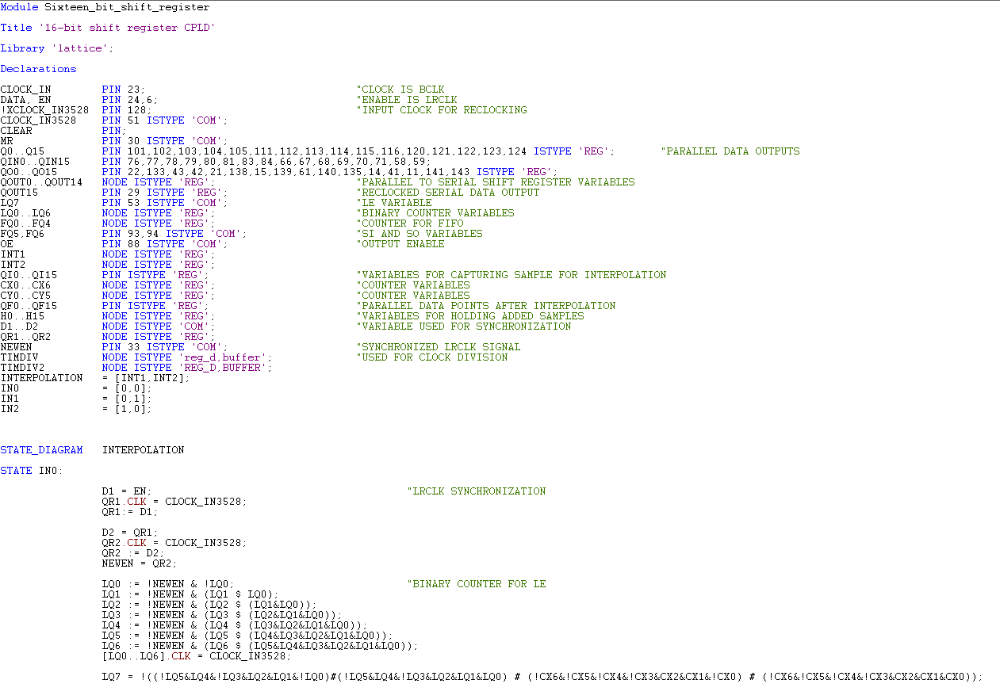 Module Sixteen_bit_shift_register
Title '16-bit shift register CPLD'
Library 'lattice';
Declarations
CLOCK_IN PIN 23; "CLOCK IS BCLK
DATA, EN PIN 24,6; "ENABLE IS LRCLK
!XCLOCK_IN3528 PIN 128; "INPUT CLOCK FOR RECLOCKING
CLOCK_IN3528 PIN 51 ISTYPE 'COM';
CLEAR PIN;
MR PIN 30 ISTYPE 'COM';
Q0..Q15 PIN 101,102,103,104,105,111,112,113,114,115,116,120,121,122,123,124 ISTYPE 'REG'; "PARALLEL DATA OUTPUTS
QIN0..QIN15 PIN 76,77,78,79,80,81,83,84,66,67,68,69,70,71,58,59;
QO0..QO15 PIN 22,133,43,42,21,138,15,139,61,140,135,14,41,11,141,143 ISTYPE 'REG';
QOUT0..QOUT14 NODE ISTYPE 'REG'; "PARALLEL TO SERIAL SHIFT REGISTER VARIABLES
QOUT15 PIN 29 ISTYPE 'REG'; "RECLOCKED SERIAL DATA OUTPUT
LQ7 PIN 53 ISTYPE 'COM'; "LE VARIABLE
LQ0..LQ6 NODE ISTYPE 'REG'; "BINARY COUNTER VARIABLES
FQ0..FQ4 NODE ISTYPE 'REG'; "COUNTER FOR FIFO
FQ5,FQ6 PIN 93,94 ISTYPE 'COM'; "SI AND SO VARIABLES
OE PIN 88 ISTYPE 'COM'; "OUTPUT ENABLE
INT1 NODE ISTYPE 'REG';
INT2 NODE ISTYPE 'REG';
QI0..QI15 PIN ISTYPE 'REG'; "VARIABLES FOR CAPTURING SAMPLE FOR INTERPOLATION
CX0..CX6 NODE ISTYPE 'REG'; "COUNTER VARIABLES
CY0..CY5 NODE ISTYPE 'REG'; "COUNTER VARIABLES
QF0..QF15 PIN ISTYPE 'REG'; "PARALLEL DATA POINTS AFTER INTERPOLATION
H0..H15 NODE ISTYPE 'REG'; "VARIABLES FOR HOLDING ADDED SAMPLES
D1..D2 NODE ISTYPE 'COM'; "VARIABLE USED FOR SYNCHRONIZATION
QR1..QR2 NODE ISTYPE 'REG';
NEWEN PIN 33 ISTYPE 'COM'; "SYNCHRONIZED LRCLK SIGNAL
TIMDIV NODE ISTYPE 'reg_d,buffer'; "USED FOR CLOCK DIVISION
TIMDIV2 NODE ISTYPE 'REG_D,BUFFER';
INTERPOLATION = [INT1,INT2];
IN0 = [0,0];
IN1 = [0,1];
IN2 = [1,0];
STATE_DIAGRAM INTERPOLATION
STATE IN0:
D1 = EN; "LRCLK SYNCHRONIZATION
QR1.CLK = CLOCK_IN3528;
QR1:= D1;
D2 = QR1;
QR2.CLK = CLOCK_IN3528;
QR2 := D2;
NEWEN = QR2;
LQ0 := !NEWEN & !LQ0; "BINARY COUNTER FOR LE
LQ1 := !NEWEN & (LQ1 $ LQ0);
LQ2 := !NEWEN & (LQ2 $ (LQ1&LQ0));
LQ3 := !NEWEN & (LQ3 $ (LQ2&LQ1&LQ0));
LQ4 := !NEWEN & (LQ4 $ (LQ3&LQ2&LQ1&LQ0));
LQ5 := !NEWEN & (LQ5 $ (LQ4&LQ3&LQ2&LQ1&LQ0));
LQ6 := !NEWEN & (LQ6 $ (LQ5&LQ4&LQ3&LQ2&LQ1&LQ0));
[LQ0..LQ6].CLK = CLOCK_IN3528;
LQ7 = !((!LQ5&LQ4&!LQ3&LQ2&LQ1&!LQ0)#(!LQ5&LQ4&!LQ3&LQ2&LQ1&LQ0) # (!CX6&!CX5&!CX4&!CX3&CX2&CX1&!CX0) # (!CX6&!CX5&!CX4&!CX3&CX2&CX1&CX0));